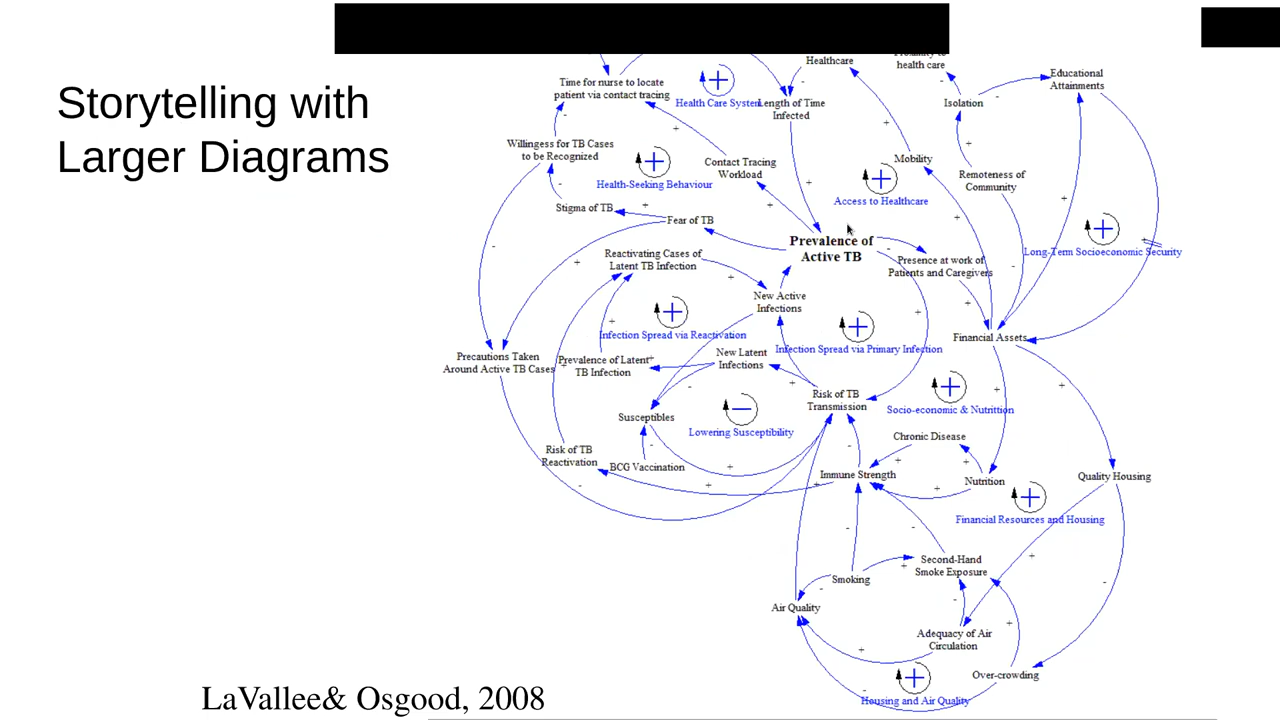 Storytelling with
Larger Diagrams
Healthcare
health care
Time for nurse to locate
patient via contact tracing
Health Care System
Length of Time
Infected
Isolation
Educational
Attainments
Willingess for TB Cases
to be Recognized
Contact Tracing
Workload
Mobility
Remoteness of
Community
Health-Seeking Behaviour
Access to Healthcare
Stigma of TB
Fear of TB
Prevalence of
Active TB
Long-Term Socioeconomic Security
Reactivating Cases of
Latent TB Infection
Presence at work of
Patients and Caregivers
New Active
Infections
Infection Spread via Reactivation
Infection Spread via Primary Infection
Financial Assets
Precautions Taken
Around Active TB Cases
Prevalence of Latent
TB Infection
New Latent
Infections
Risk of TB
Transmission
Socio-economic & Nutrition
Susceptibles
Lowering Susceptibility
Chronic Disease
Risk of TB
Reactivation
BCG Vaccination
Immune Strength
Nutrition
Quality Housing
Financial Resources and Housing
Second-Hand
Smoke Exposure
Smoking
Air Quality
Adequacy of Air
Circulation
Over-crowding
Housing and Air Quality
LaVallee& Osgood, 2008